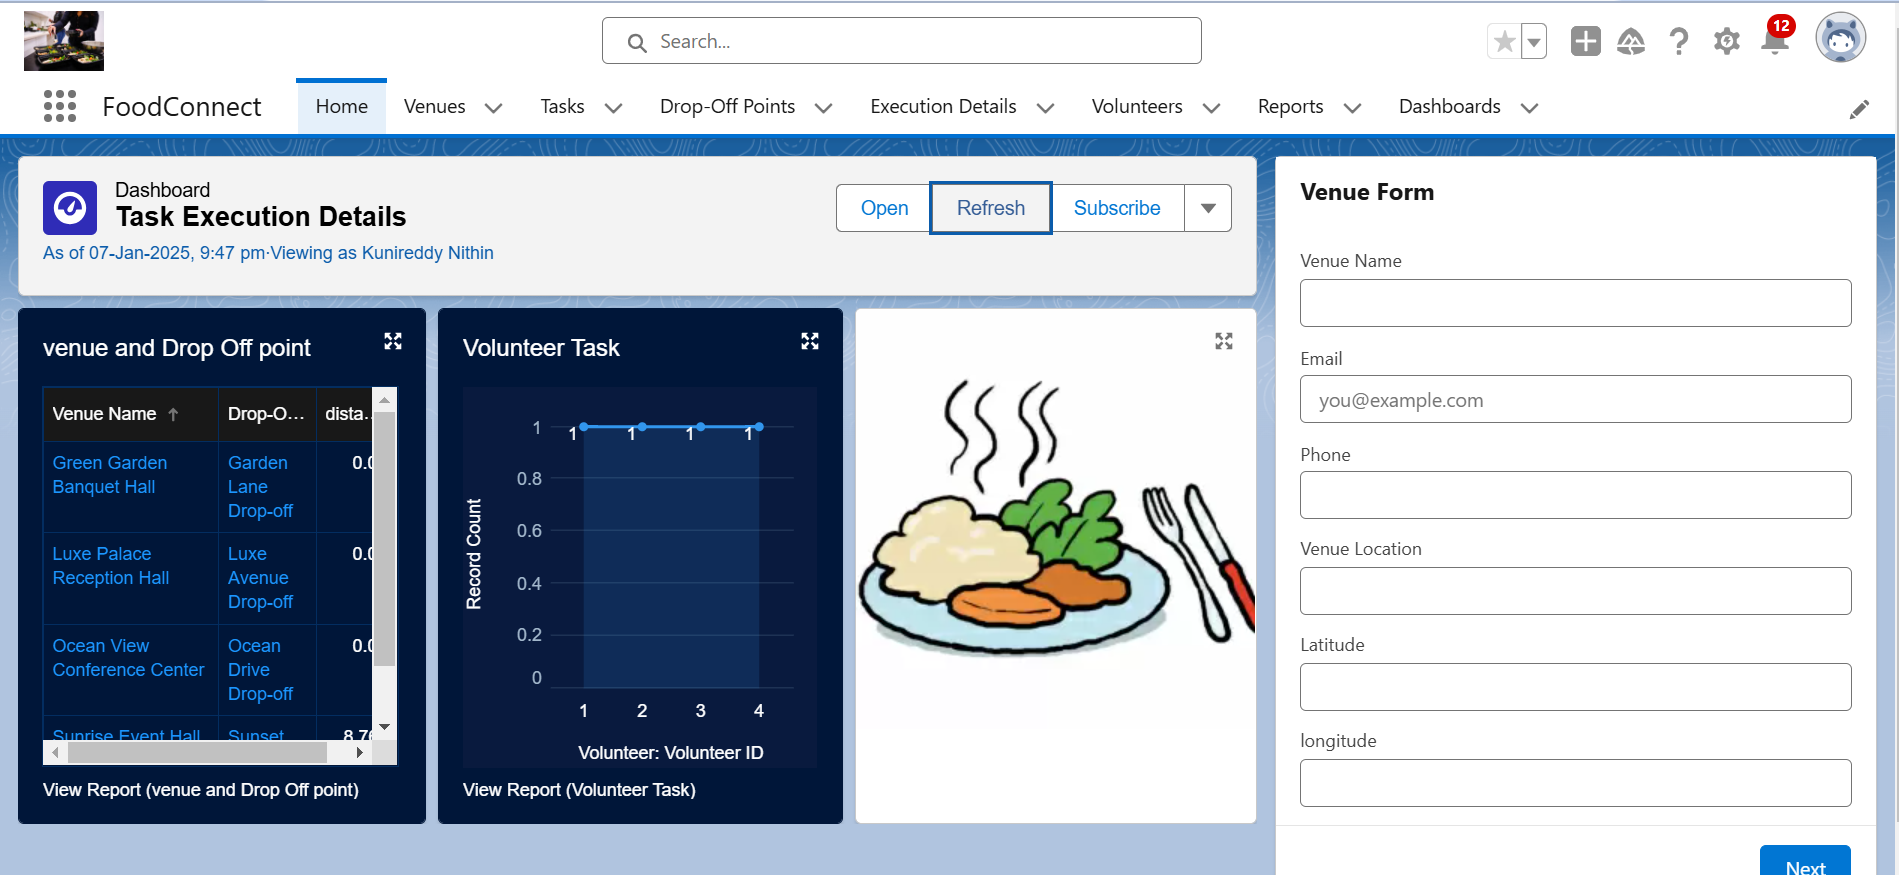 Search...
12
FoodConnect
Home
Venues
Tasks
Drop-Off Points
Execution Details
Volunteers
Reports
Dashboards
Dashboard
Task Execution Details
As of 07-Jan-2025, 9:47 pm·Viewing as Kunireddy Nithin
Open
Refresh
Subscribe
venue and Drop Off point
Venue Name ↑
Drop-O...
dista...
Green Garden
Banquet Hall
Garden
Lane
Drop-off
0.0
Luxe Palace
Reception Hall
Luxe
Avenue
Drop-off
0.0
Ocean View
Conference Center
Ocean
Drive
Drop-off
0.0
Sunrise Event Hall
Sunset
8.76
View Report (venue and Drop Off point)
Volunteer Task
Record Count
1
0.8
0.6
0.4
0.2
0
1
1
1
1
1
2
3
4
Volunteer: Volunteer ID
View Report (Volunteer Task)
Venue Form
Venue Name
Email
you@example.com
Phone
Venue Location
Latitude
longitude
Next